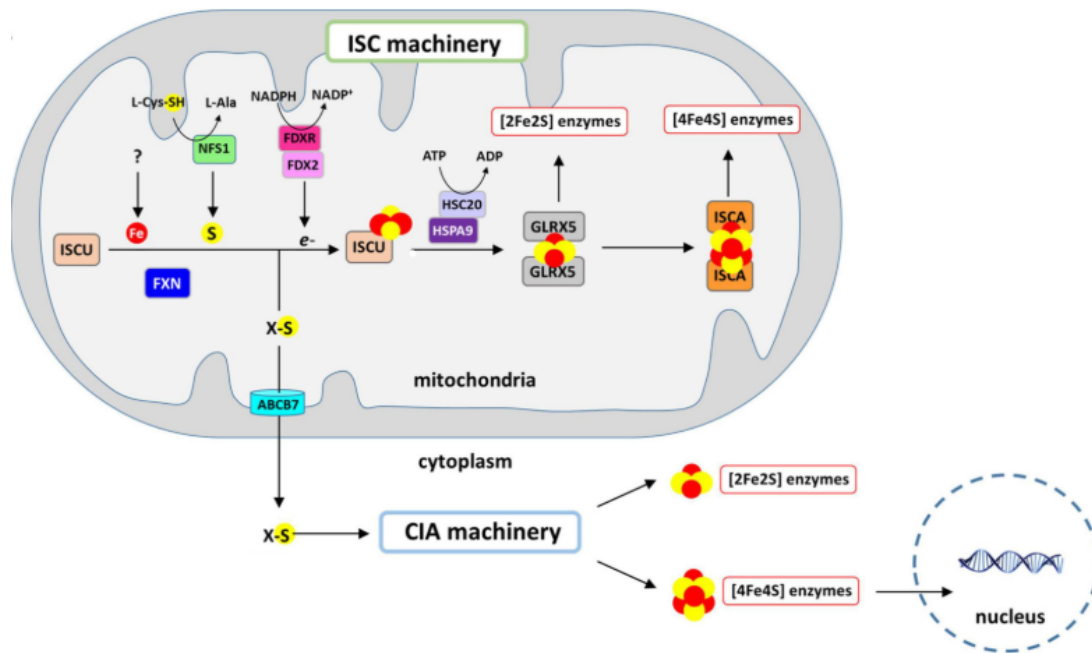 ISC machinery
L-Cys-SH
L-Ala
NADPH
NADP⁺
[2Fe2S] enzymes
[4Fe4S] enzymes
NFS1
FDXR
FDX2
?
ATP
ADP
HSC20
HSPA9
Fe
S
e-
ISCU
ISCU
GLRX5
GLRX5
ISCA
ISCA
FXN
X-S
mitochondria
ABCB7
cytoplasm
X-S
CIA machinery
[2Fe2S] enzymes
[4Fe4S] enzymes
nucleus